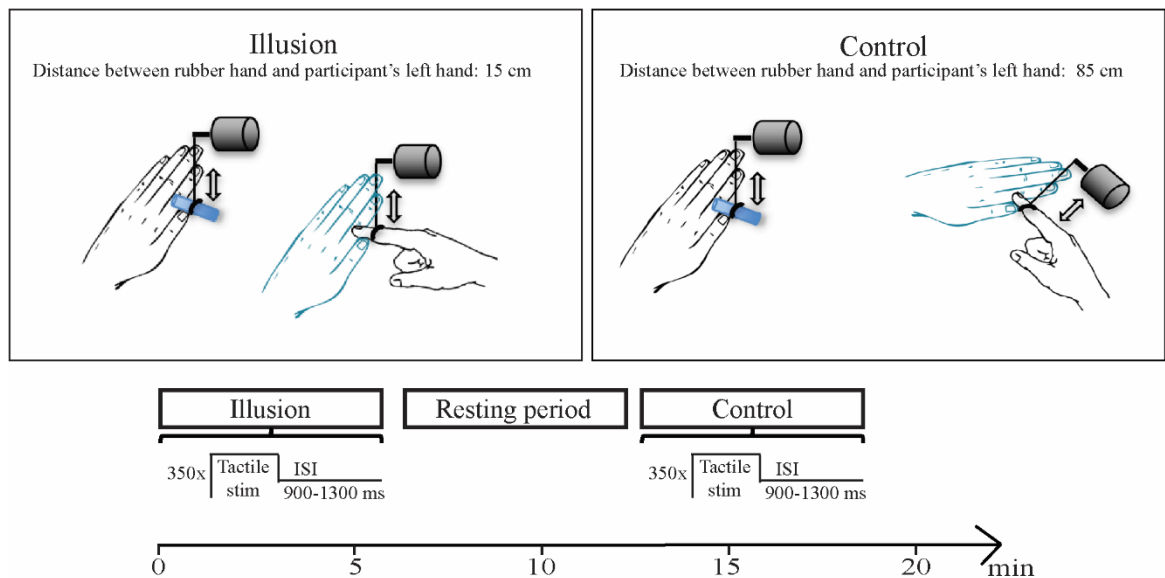 Illusion
Distance between rubber hand and participant's left hand: 15 cm
Control
Distance between rubber hand and participant's left hand: 85 cm
Illusion
Resting period
Control
350x
Tactile
stim
ISI
900-1300 ms
350x
Tactile
stim
ISI
900-1300 ms
0
5
10
15
20
min